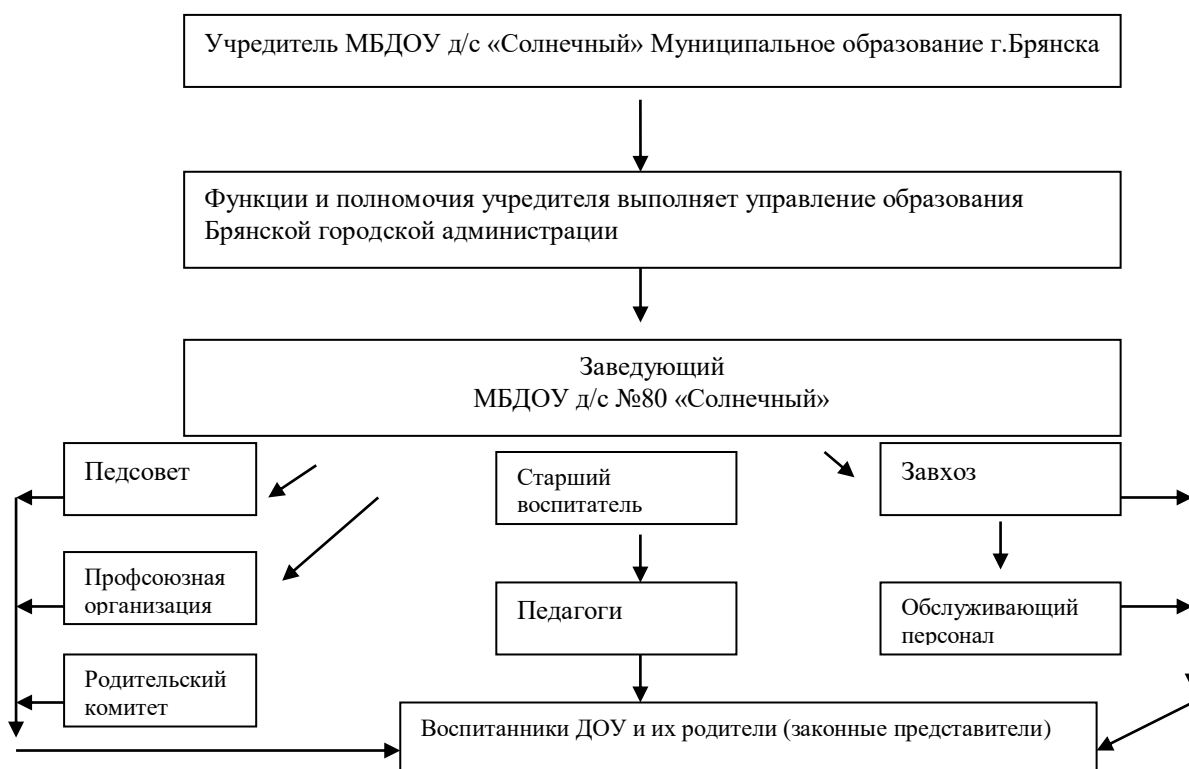 Учредитель МБДОУ д/с «Солнечный» Муниципальное образование г.Брянска
Функции и полномочия учредителя выполняет управление образования
Брянской городской администрации
Заведующий
МБДОУ д/с №80 «Солнечный»
Педсовет
Старший
воспитатель
Завхоз
Профсоюзная
организация
Педагоги
Обслуживающий
персонал
Родительский
комитет
Воспитанники ДОУ и их родители (законные представители)